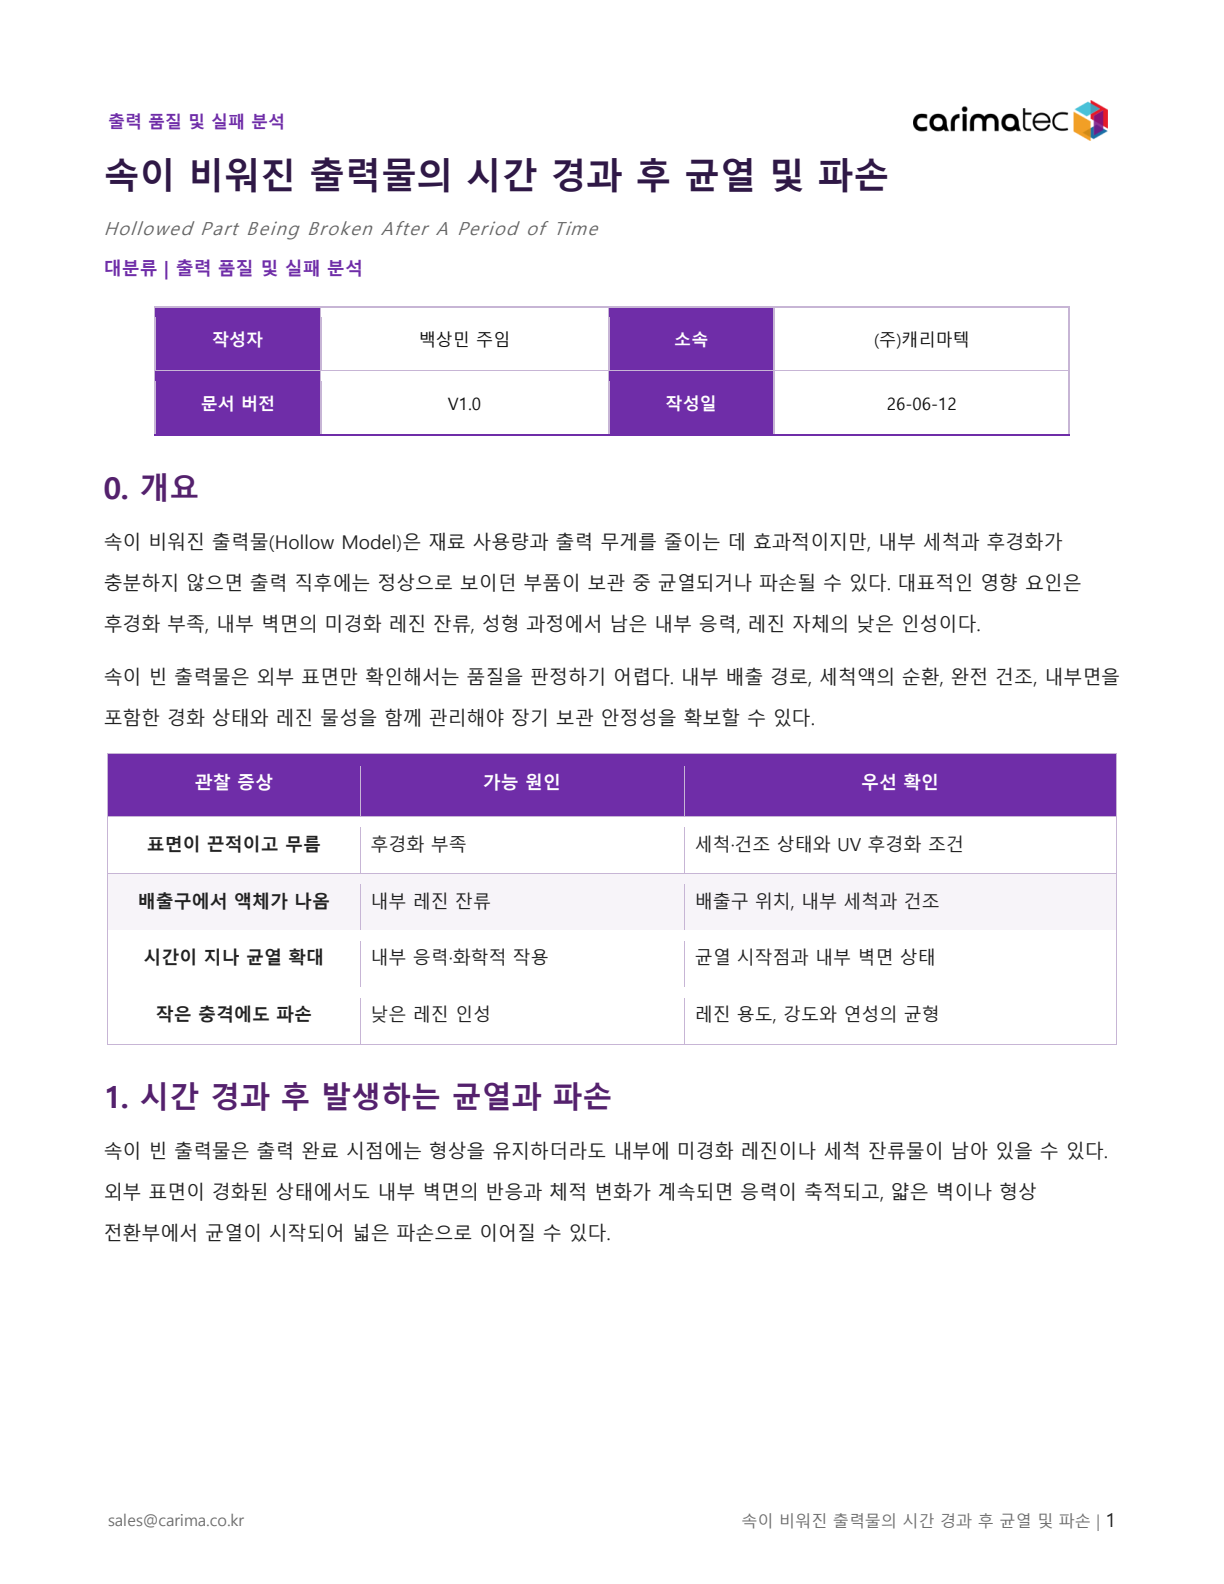 출력 품질 및 실패 분석
carimatec
속이 비워진 출력물의 시간 경과 후 균열 및 파손
Hollowed Part Being Broken After A Period of Time
대분류 | 출력 품질 및 실패 분석
작성자 백상민 주임 소속 (주)캐리마텍
문서 버전 V1.0 작성일 26-06-12
0. 개요
속이 비워진 출력물(Hollow Model)은 재료 사용량과 출력 무게를 줄이는 데 효과적이지만, 내부 세척과 후경화가
충분하지 않으면 출력 직후에는 정상으로 보이던 부품이 보관 중 균열되거나 파손될 수 있다. 대표적인 영향 요인은
후경화 부족, 내부 벽면의 미경화 레진 잔류, 성형 과정에서 남은 내부 응력, 레진 자체의 낮은 인성이다.
속이 빈 출력물은 외부 표면만 확인해서는 품질을 판정하기 어렵다. 내부 배출 경로, 세척액의 순환, 완전 건조, 내부면을
포함한 경화 상태와 레진 물성을 함께 관리해야 장기 보관 안정성을 확보할 수 있다.
관찰 증상 가능 원인 우선 확인
표면이 끈적이고 무름 후경화 부족 세척·건조 상태와 UV 후경화 조건
배출구에서 액체가 나옴 내부 레진 잔류 배출구 위치, 내부 세척과 건조
시간이 지나 균열 확대 내부 응력·화학적 작용 균열 시작점과 내부 벽면 상태
작은 충격에도 파손 낮은 레진 인성 레진 용도, 강도와 연성의 균형
1. 시간 경과 후 발생하는 균열과 파손
속이 빈 출력물은 출력 완료 시점에는 형상을 유지하더라도 내부에 미경화 레진이나 세척 잔류물이 남아 있을 수 있다.
외부 표면이 경화된 상태에서도 내부 벽면의 반응과 체적 변화가 계속되면 응력이 축적되고, 얇은 벽이나 형상
전환부에서 균열이 시작되어 넓은 파손으로 이어질 수 있다.
sales@carima.co.kr 속이 비워진 출력물의 시간 경과 후 균열 및 파손 | 1